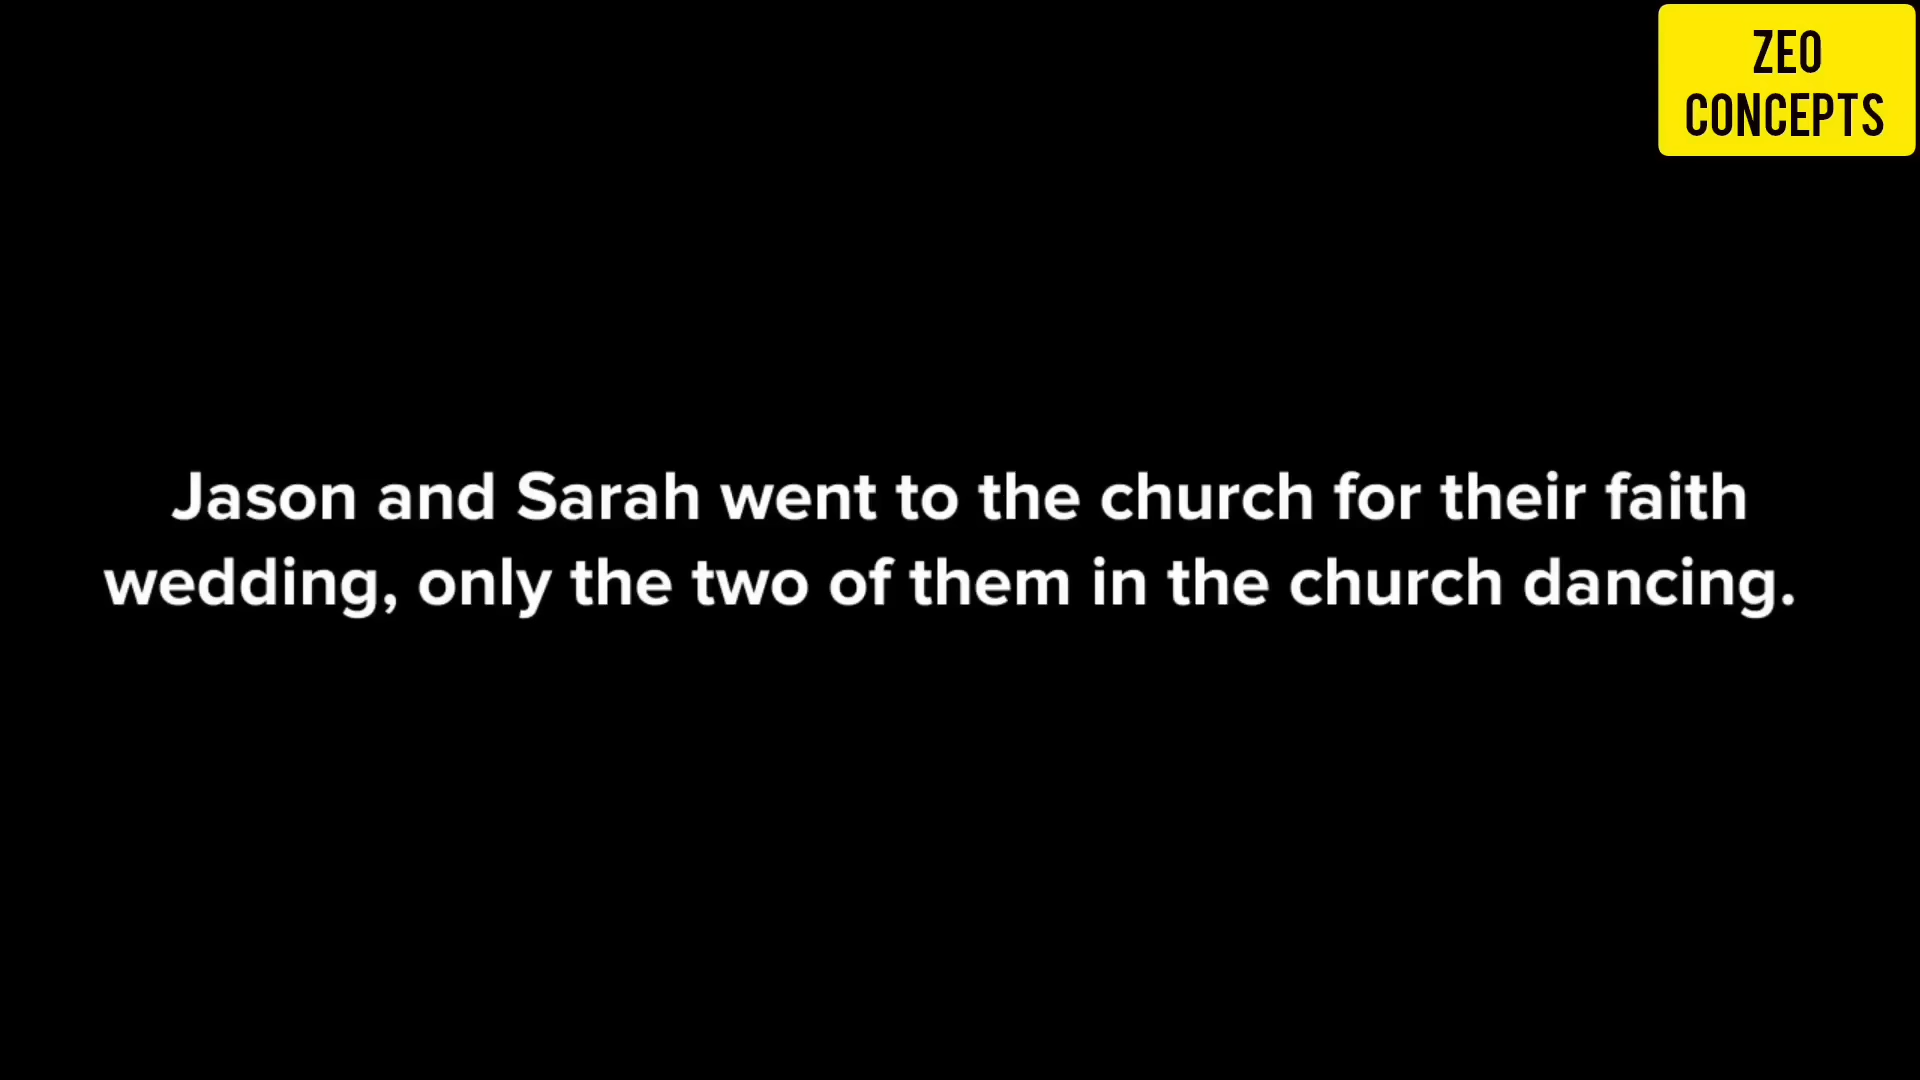 ZEO
CONCEPTS
Jason and Sarah went to the church for their faith
wedding, only the two of them in the church dancing.